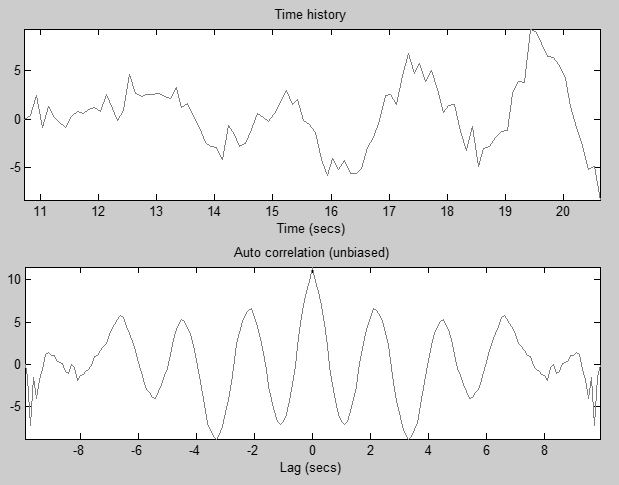 Time history
5
0
-5
11 12 13 14 15 16 17 18 19 20
Time (secs)
Auto correlation (unbiased)
10
5
0
-5
-8 -6 -4 -2 0 2 4 6 8
Lag (secs)